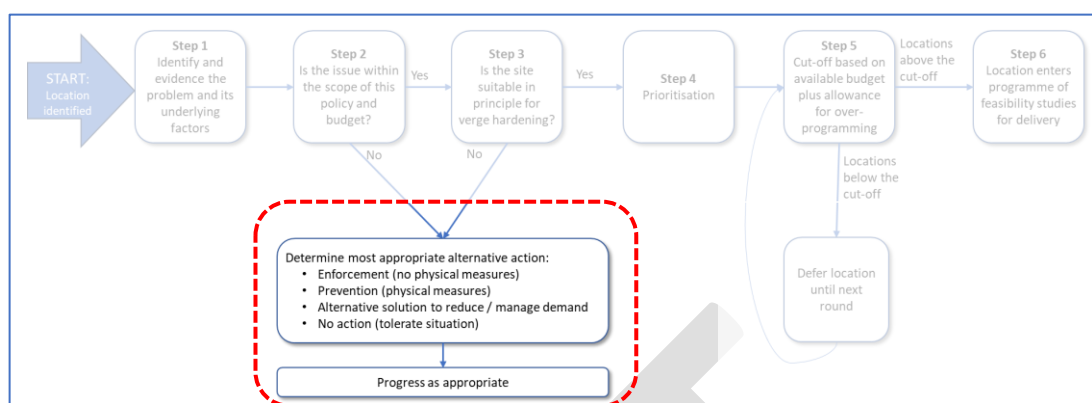 START:
Location
identified
Step 1
Identify and
evidence the
problem and its
underlying
factors
Step 2
Is the issue within
the scope of this
policy and
budget?
Yes
No
Step 3
Is the site
suitable in
principle for
verge hardening?
Yes
No
Step 4
Prioritisation
Step 5
Cut-off based on
available budget
plus allowance
for over-
programming
Locations
above the
cut-off
Step 6
Location enters
programme of
feasibility studies
for delivery
Locations
below the
cut-off
Defer location
until next
round
Determine most appropriate alternative action:
• Enforcement (no physical measures)
• Prevention (physical measures)
• Alternative solution to reduce / manage demand
• No action (tolerate situation)
Progress as appropriate